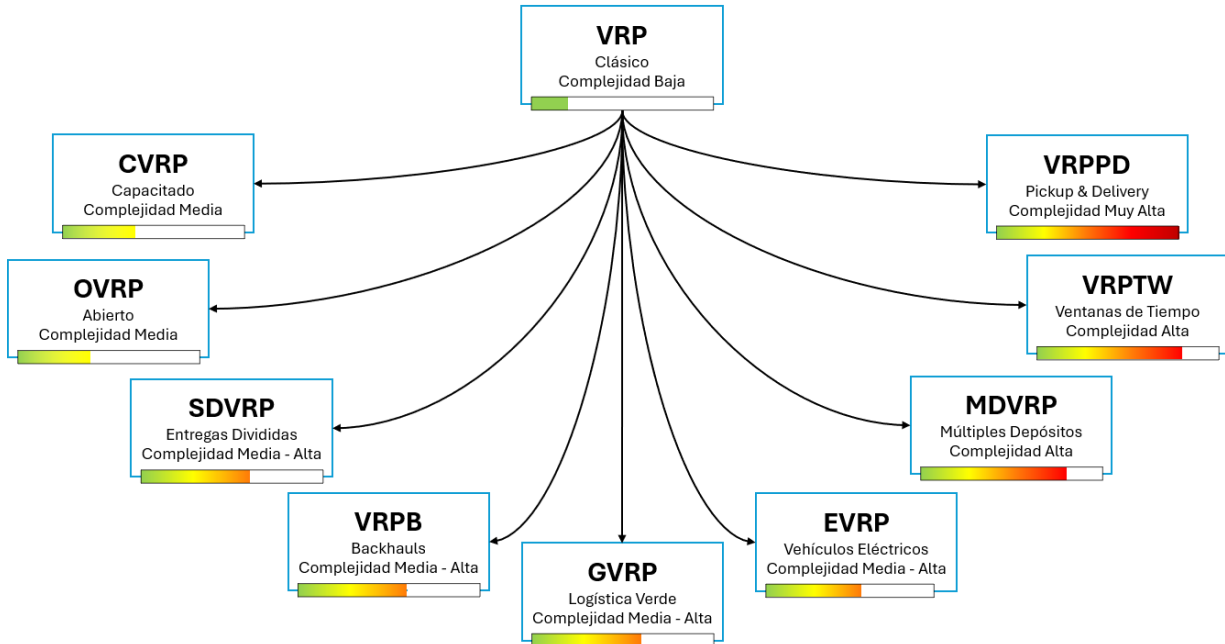 VRP
Clásico
Complejidad Baja
CVRP
Capacitado
Complejidad Media
VRPPD
Pickup & Delivery
Complejidad Muy Alta
OVRP
Abierto
Complejidad Media
VRPTW
Ventanas de Tiempo
Complejidad Alta
SDVRP
Entregas Divididas
Complejidad Media - Alta
MDVRP
Múltiples Depósitos
Complejidad Alta
VRPB
Backhauls
Complejidad Media - Alta
EVRP
Vehículos Eléctricos
Complejidad Media - Alta
GVRP
Logística Verde
Complejidad Media - Alta